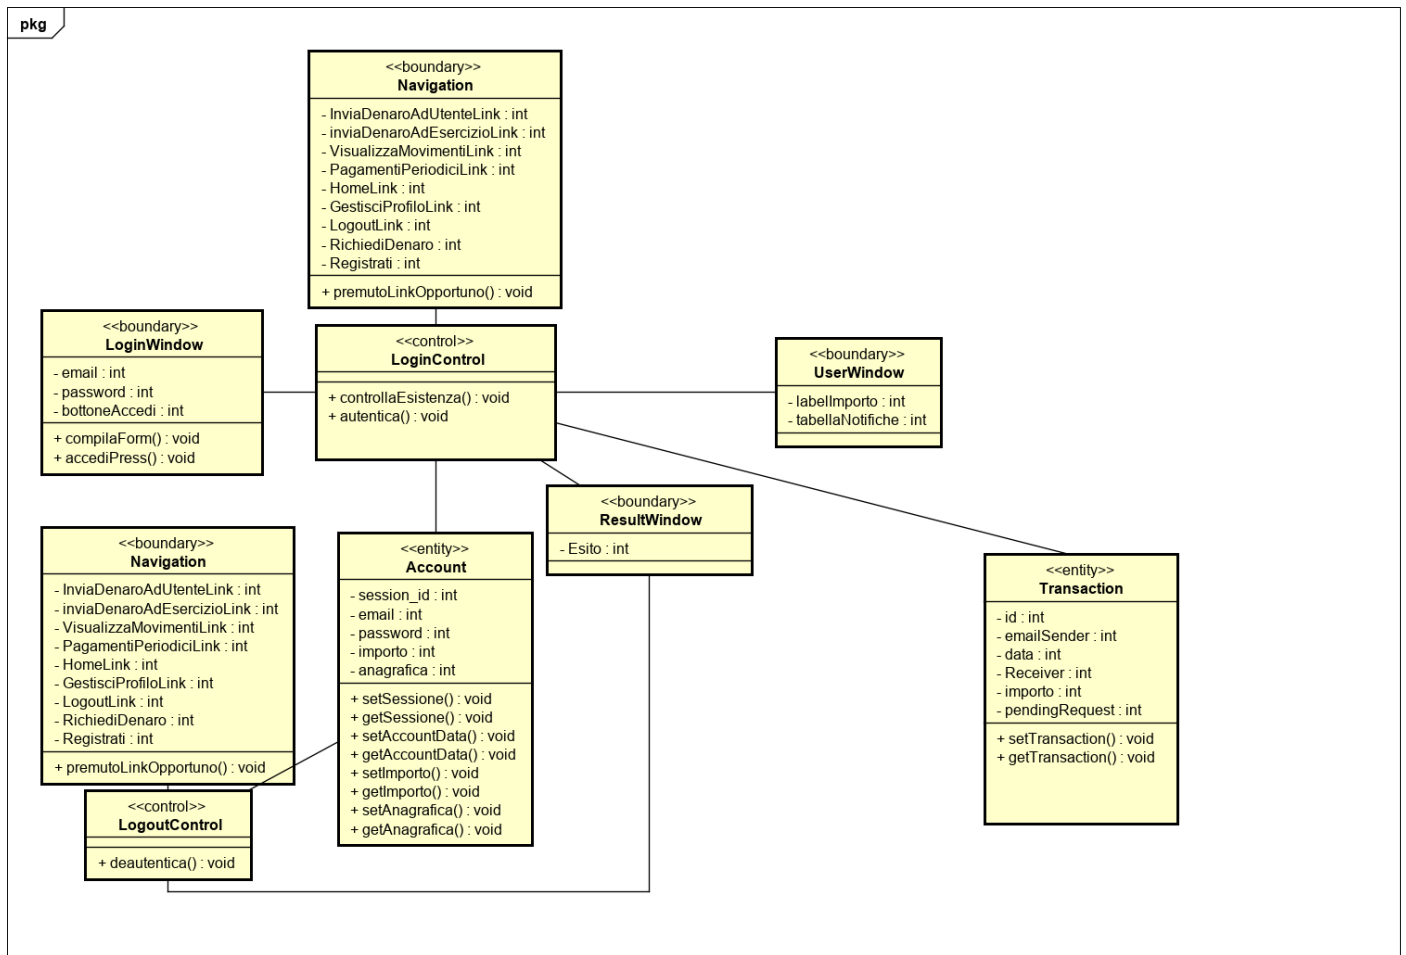 pkg
<<boundary>>
Navigation
- InviaDenaroAdUtenteLink : int
- inviaDenaroAdEsercizioLink : int
- VisualizzaMovimentiLink : int
- PagamentiPeriodiciLink : int
- HomeLink : int
- GestisciProfiloLink : int
- LogoutLink : int
- RichiediDenaro : int
- Registrati : int
+ premutoLinkOpportuno() : void
<<boundary>>
LoginWindow
- email : int
- password : int
- bottoneAccedi : int
+ compilaForm() : void
+ accediPress() : void
<<control>>
LoginControl
+ controllaEsistenza() : void
+ autentica() : void
<<boundary>>
UserWindow
- labelImporto : int
- tabellaNotifiche : int
<<boundary>>
ResultWindow
- Esito : int
<<boundary>>
Navigation
- InviaDenaroAdUtenteLink : int
- inviaDenaroAdEsercizioLink : int
- VisualizzaMovimentiLink : int
- PagamentiPeriodiciLink : int
- HomeLink : int
- GestisciProfiloLink : int
- LogoutLink : int
- RichiediDenaro : int
- Registrati : int
+ premutoLinkOpportuno() : void
<<entity>>
Account
- session_id : int
- email : int
- password : int
- importo : int
- anagrafica : int
+ setSessione() : void
+ getSessione() : void
+ setAccountData() : void
+ getAccountData() : void
+ setImporto() : void
+ getImporto() : void
+ setAnagrafica() : void
+ getAnagrafica() : void
<<entity>>
Transaction
- id : int
- emailSender : int
- data : int
- Receiver : int
- importo : int
- pendingRequest : int
+ setTransaction() : void
+ getTransaction() : void
<<control>>
LogoutControl
+ deautentica() : void